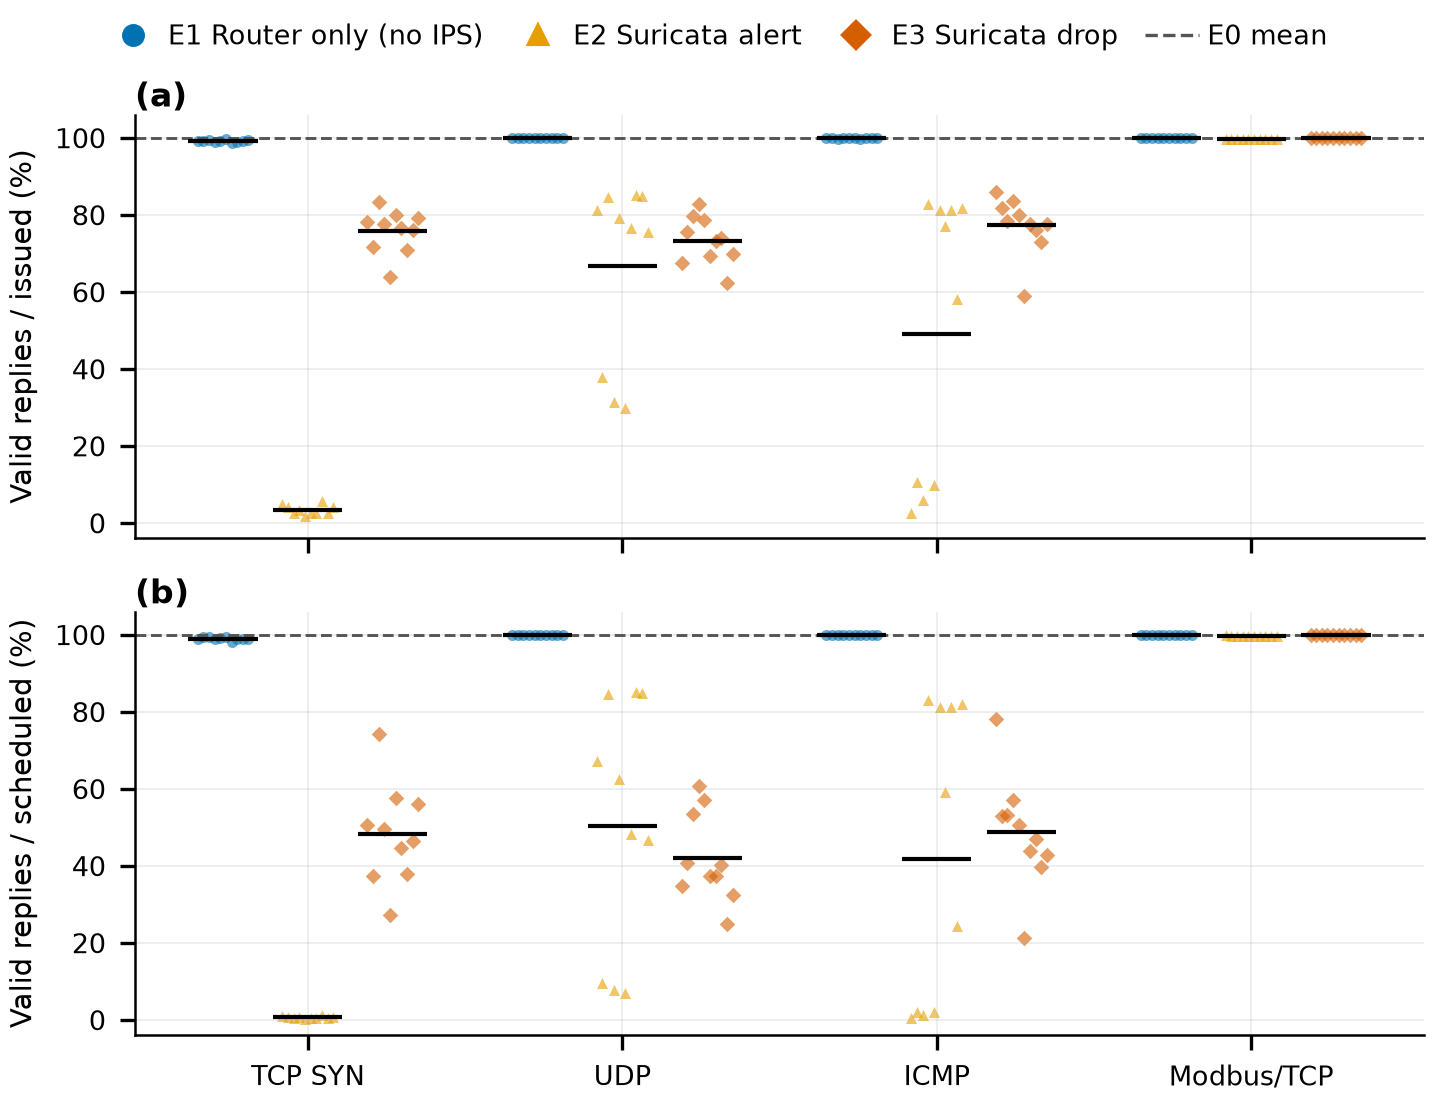 E1 Router only (no IPS) E2 Suricata alert E3 Suricata drop E0 mean
(a)
Valid replies / issued (%)
100
80
60
40
20
0
(b)
Valid replies / scheduled (%)
100
80
60
40
20
0
TCP SYN UDP ICMP Modbus/TCP